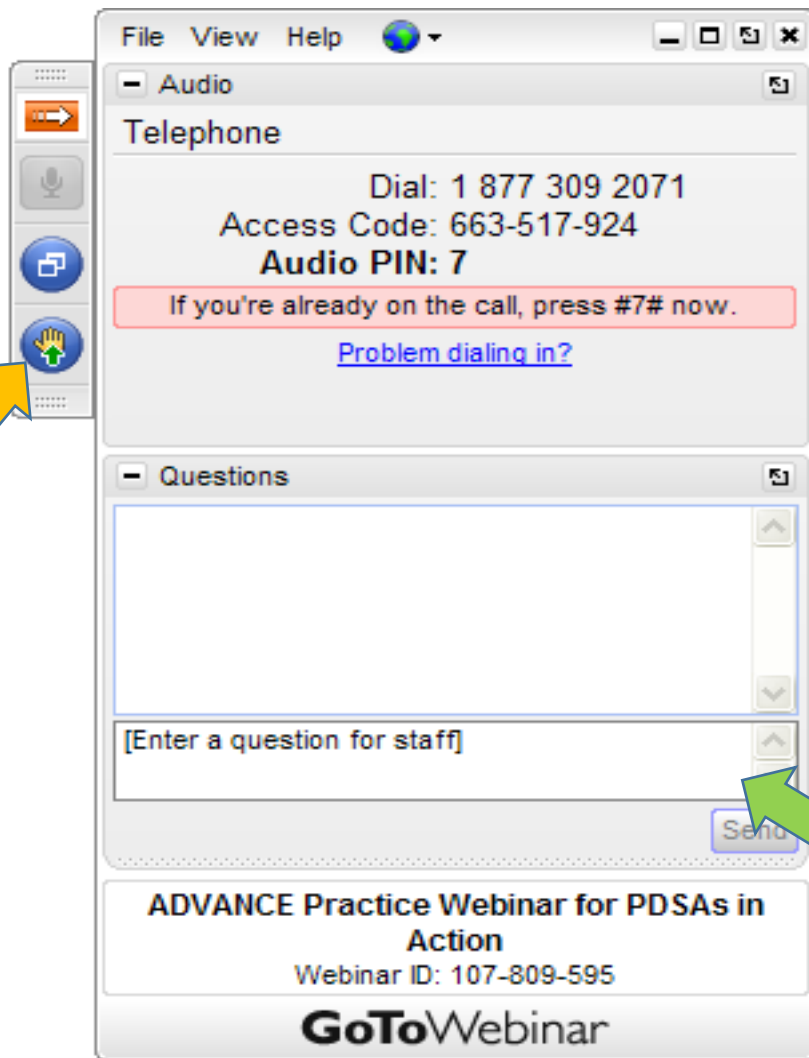 File View Help
Audio
Telephone
Dial: 1 877 309 2071
Access Code: 663-517-924
Audio PIN: 7
If you're already on the call, press #7# now.
Problem dialing in?
Questions
[Enter a question for staff]
Send
ADVANCE Practice Webinar for PDSAs in
Action
Webinar ID: 107-809-595
GoToWebinar